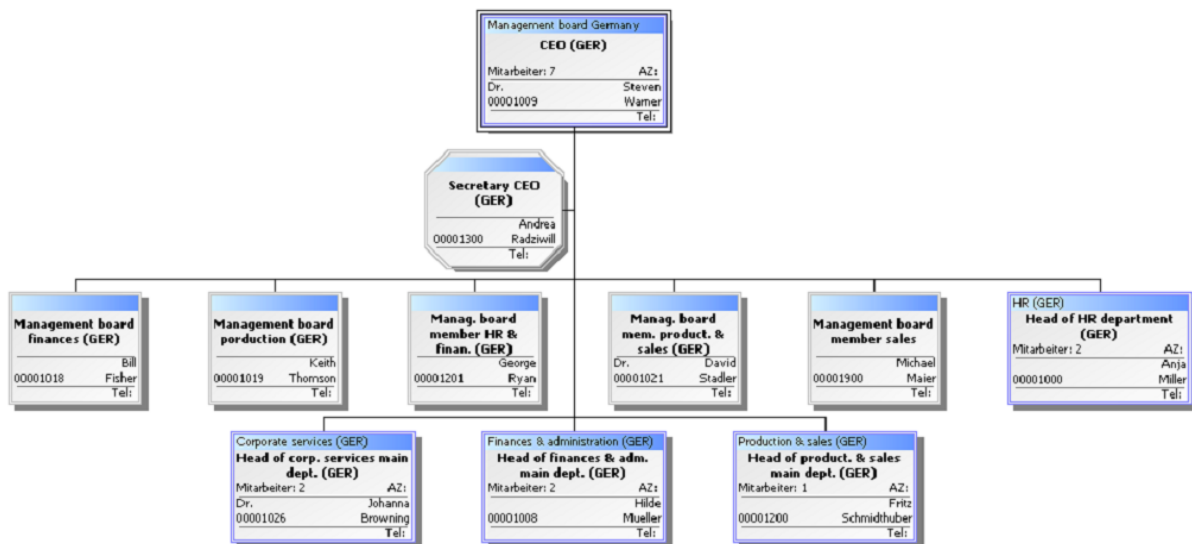 Management board Germany
CEO (GER)
Mitarbeiter: 7 AZ:
Dr. Steven
00001009 Warner
Tel:
Secretary CEO
(GER)
Andrea
00001300 Radziwill
Tel:
Management board
finances (GER)
Bill
00001018 Fisher
Tel:
Management board
porduction (GER)
Keith
00001019 Thomson
Tel:
Manag. board
member HR &
finan. (GER)
George
00001201 Ryan
Tel:
Manag. board
mem. product. &
sales (GER)
Dr. David
00001021 Stadler
Tel:
Management board
member sales
Michael
00001900 Maier
Tel:
HR (GER)
Head of HR department
(GER)
Mitarbeiter: 2 AZ:
Anja
00001000 Miller
Tel:
Corporate services (GER)
Head of corp. services main
dept. (GER)
Mitarbeiter: 2 AZ:
Dr. Johanna
00001026 Browning
Tel:
Finances & administration (GER)
Head of finances & adm.
main dept. (GER)
Mitarbeiter: 2 AZ:
Hilde
00001008 Mueller
Tel:
Production & sales (GER)
Head of product. & sales
main dept. (GER)
Mitarbeiter: 1 AZ:
Fritz
00001200 Schmidthuber
Tel: